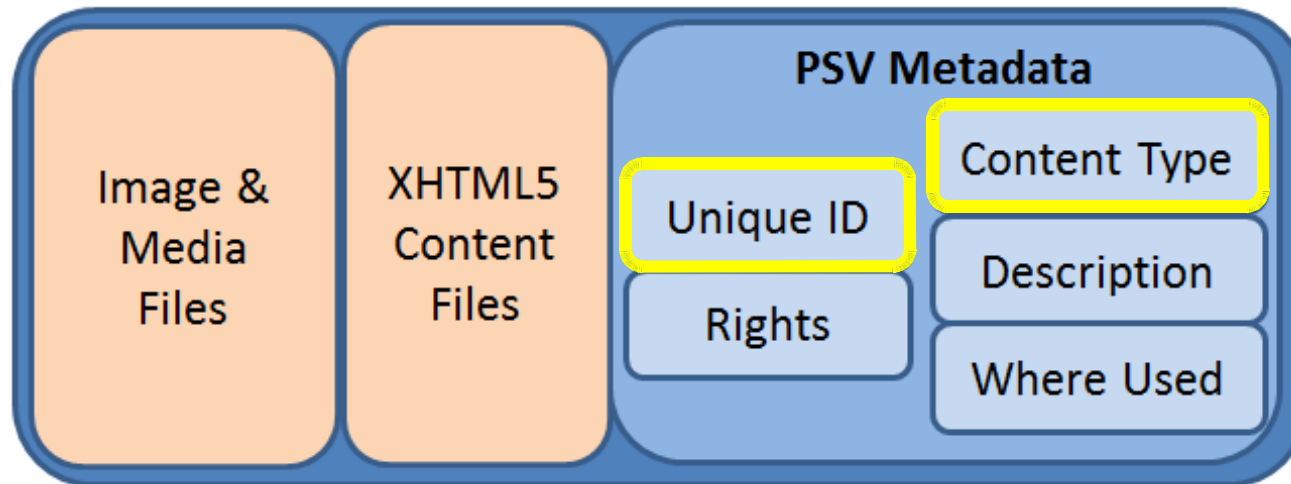 Image &
Media
Files
XHTML5
Content
Files
PSV Metadata
Unique ID
Rights
Content Type
Description
Where Used